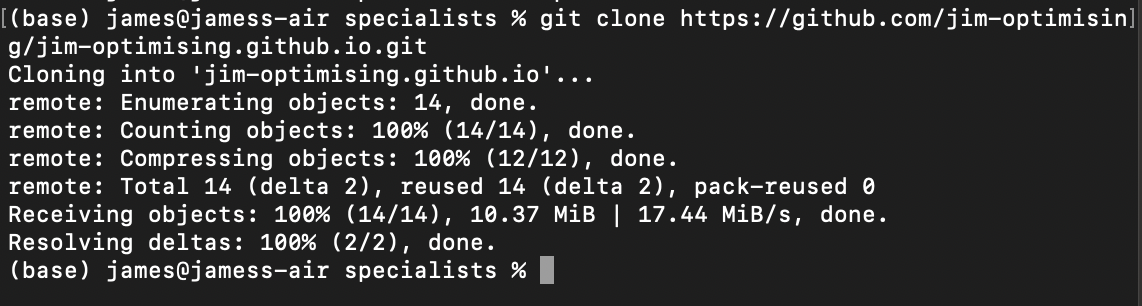 [(base) james@jamess-air specialists % git clone https://github.com/jim-optimisin]
g/jim-optimising.github.io.git
Cloning into 'jim-optimising.github.io'...
remote: Enumerating objects: 14, done.
remote: Counting objects: 100% (14/14), done.
remote: Compressing objects: 100% (12/12), done.
remote: Total 14 (delta 2), reused 14 (delta 2), pack-reused 0
Receiving objects: 100% (14/14), 10.37 MiB | 17.44 MiB/s, done.
Resolving deltas: 100% (2/2), done.
(base) james@jamess-air specialists %